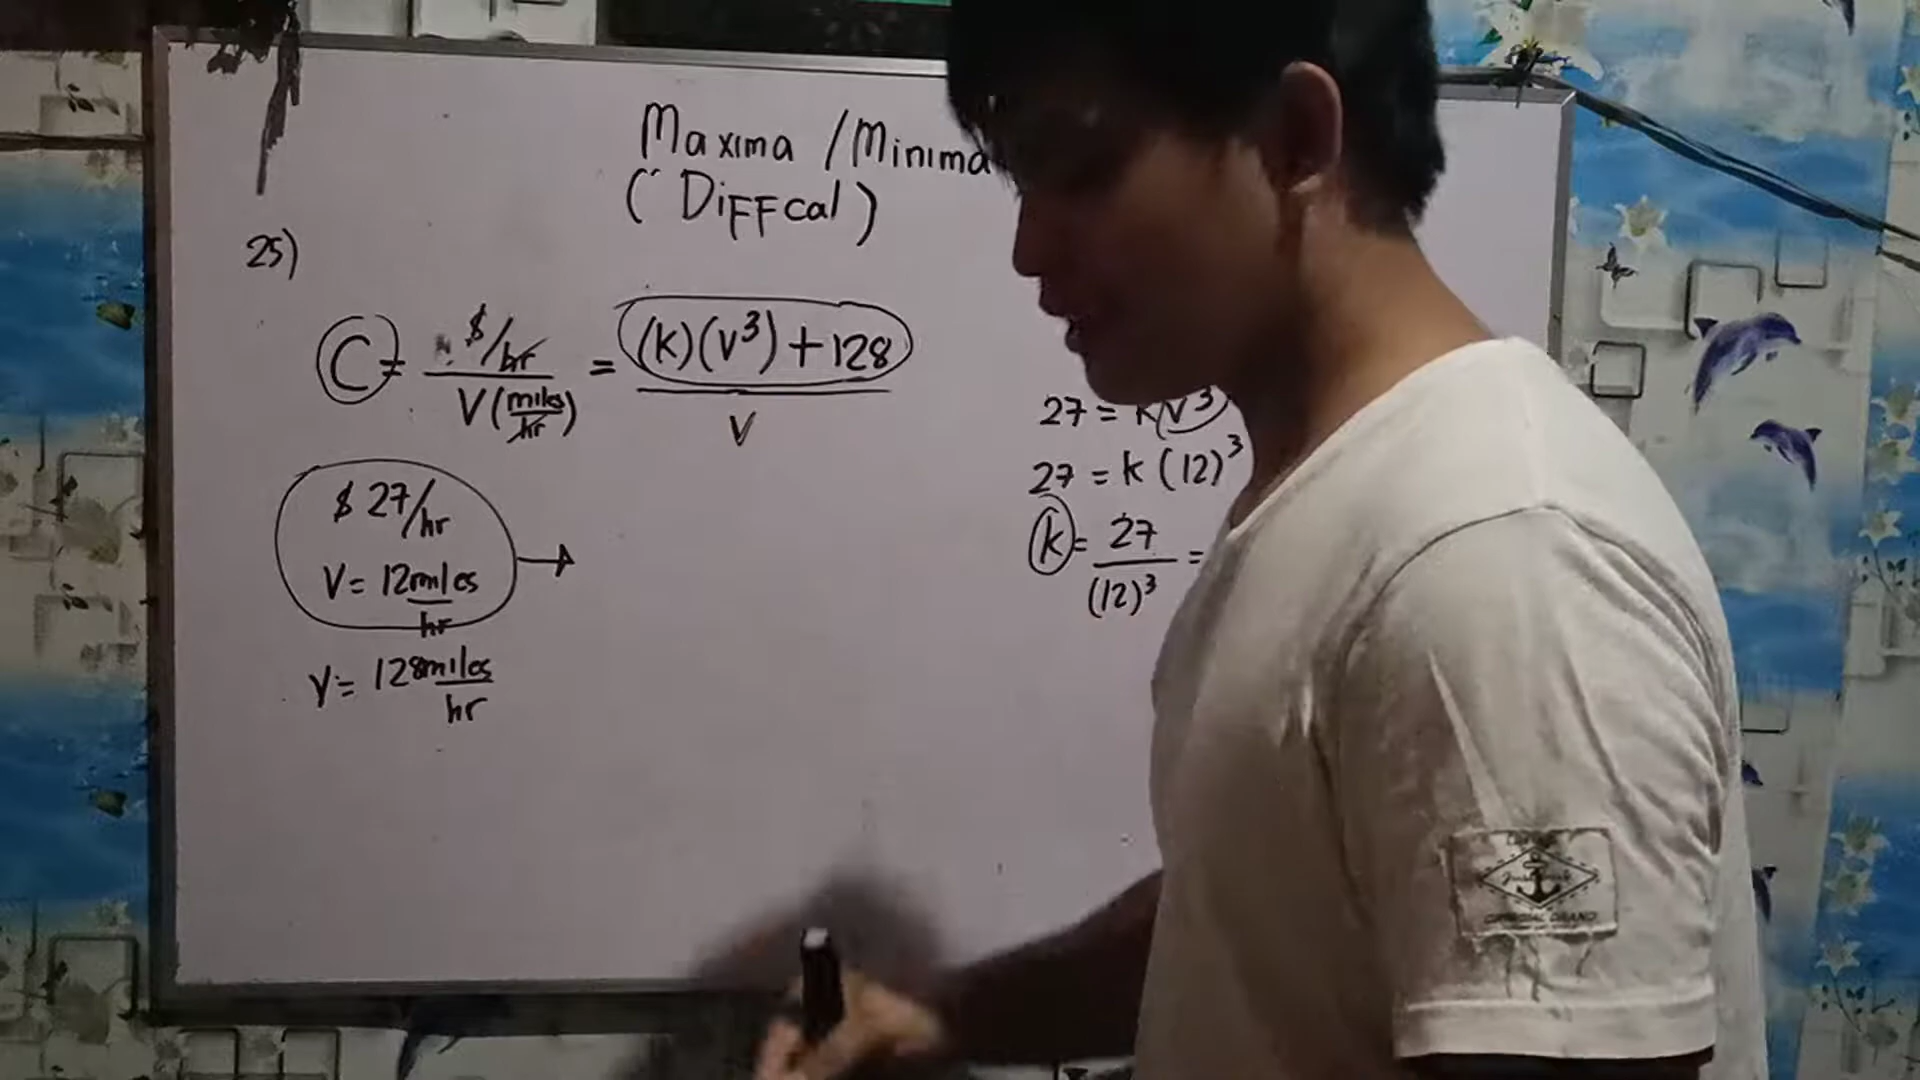 Maxima / Minima
(Diffcal)
25)
C = $/hr / V(miles/hr) = (k)(v³) + 128 / V
27 = k(v³)
27 = k(12)³
k = 27/(12)³ =
$27/hr
V = 12 miles/hr
V = 128 miles/hr